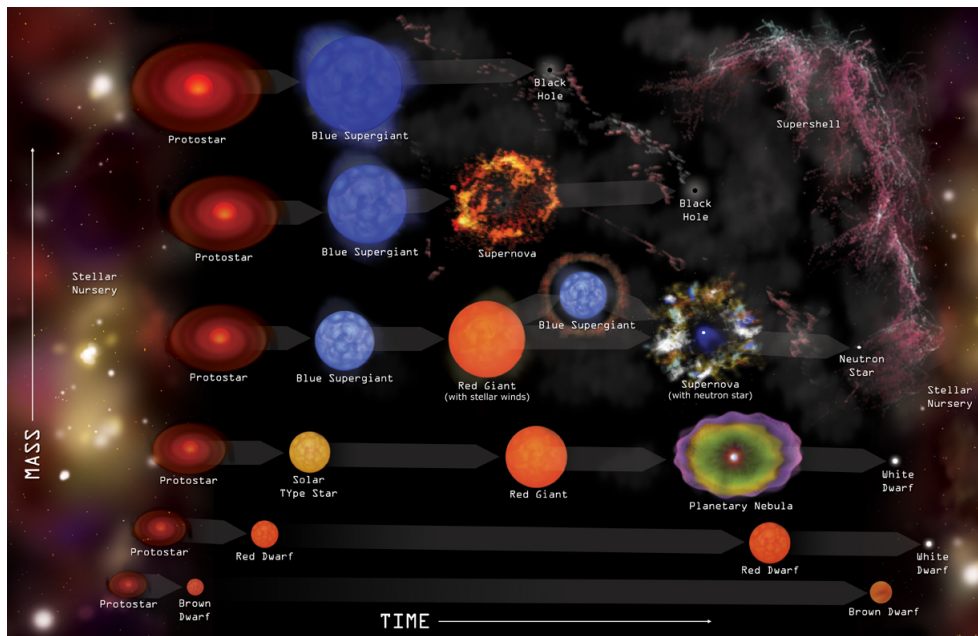 Protostar
Blue Supergiant
Black
Hole
Supershell
Protostar
Blue Supergiant
Supernova
Black
Hole
Stellar
Nursery
Protostar
Blue Supergiant
Red Giant
(with stellar winds)
Blue Supergiant
Supernova
(with neutron star)
Neutron
Star
Stellar
Nursery
MASS
Protostar
Solar
TYpe Star
Red Giant
Planetary Nebula
White
Dwarf
Protostar
Red Dwarf
Red Dwarf
White
Dwarf
Protostar
Brown
Dwarf
Brown Dwarf
TIME